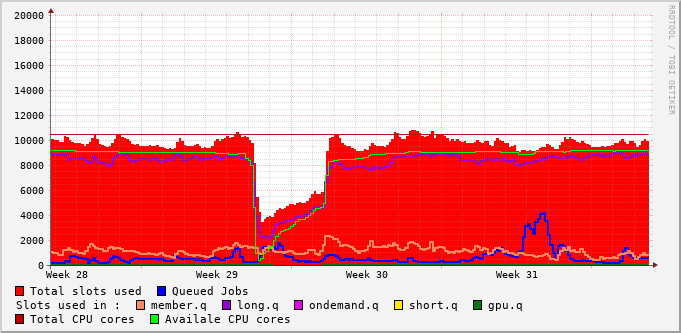 RRDTOOL / TOBI OETIKER
20000
18000
16000
14000
12000
10000
8000
6000
4000
2000
0
Week 28 Week 29 Week 30 Week 31
Total slots used Queued Jobs
Slots used in : member.q long.q ondemand.q short.q gpu.q
Total CPU cores Availale CPU cores